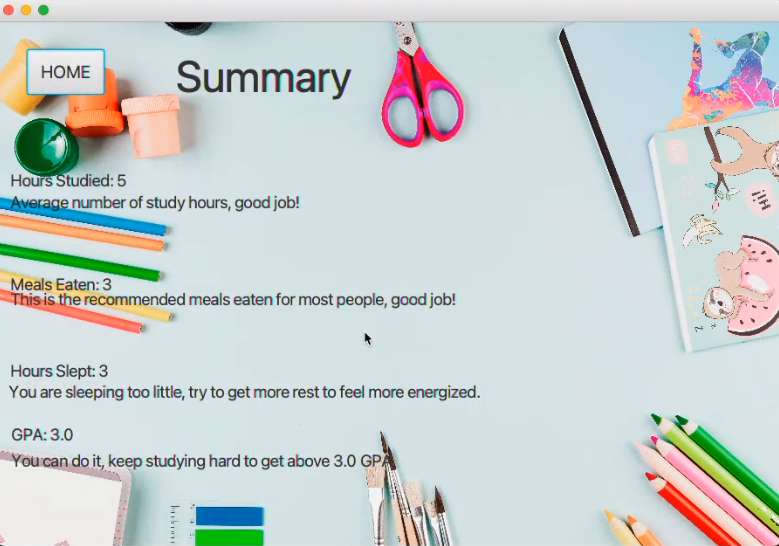 HOME
Summary
Hours Studied: 5
Average number of study hours, good job!
Meals Eaten: 3
This is the recommended meals eaten for most people, good job!
Hours Slept: 3
You are sleeping too little, try to get more rest to feel more energized.
GPA: 3.0
You can do it, keep studying hard to get above 3.0 GPA